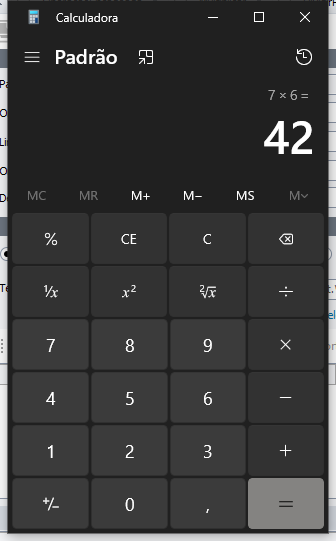 Calculadora
Padrão
7 × 6 =
42
MC MR M+ M− MS M
% CE C
¹/x x² ²√x ÷
7 8 9 ×
4 5 6 −
1 2 3 +
+/− 0 , =